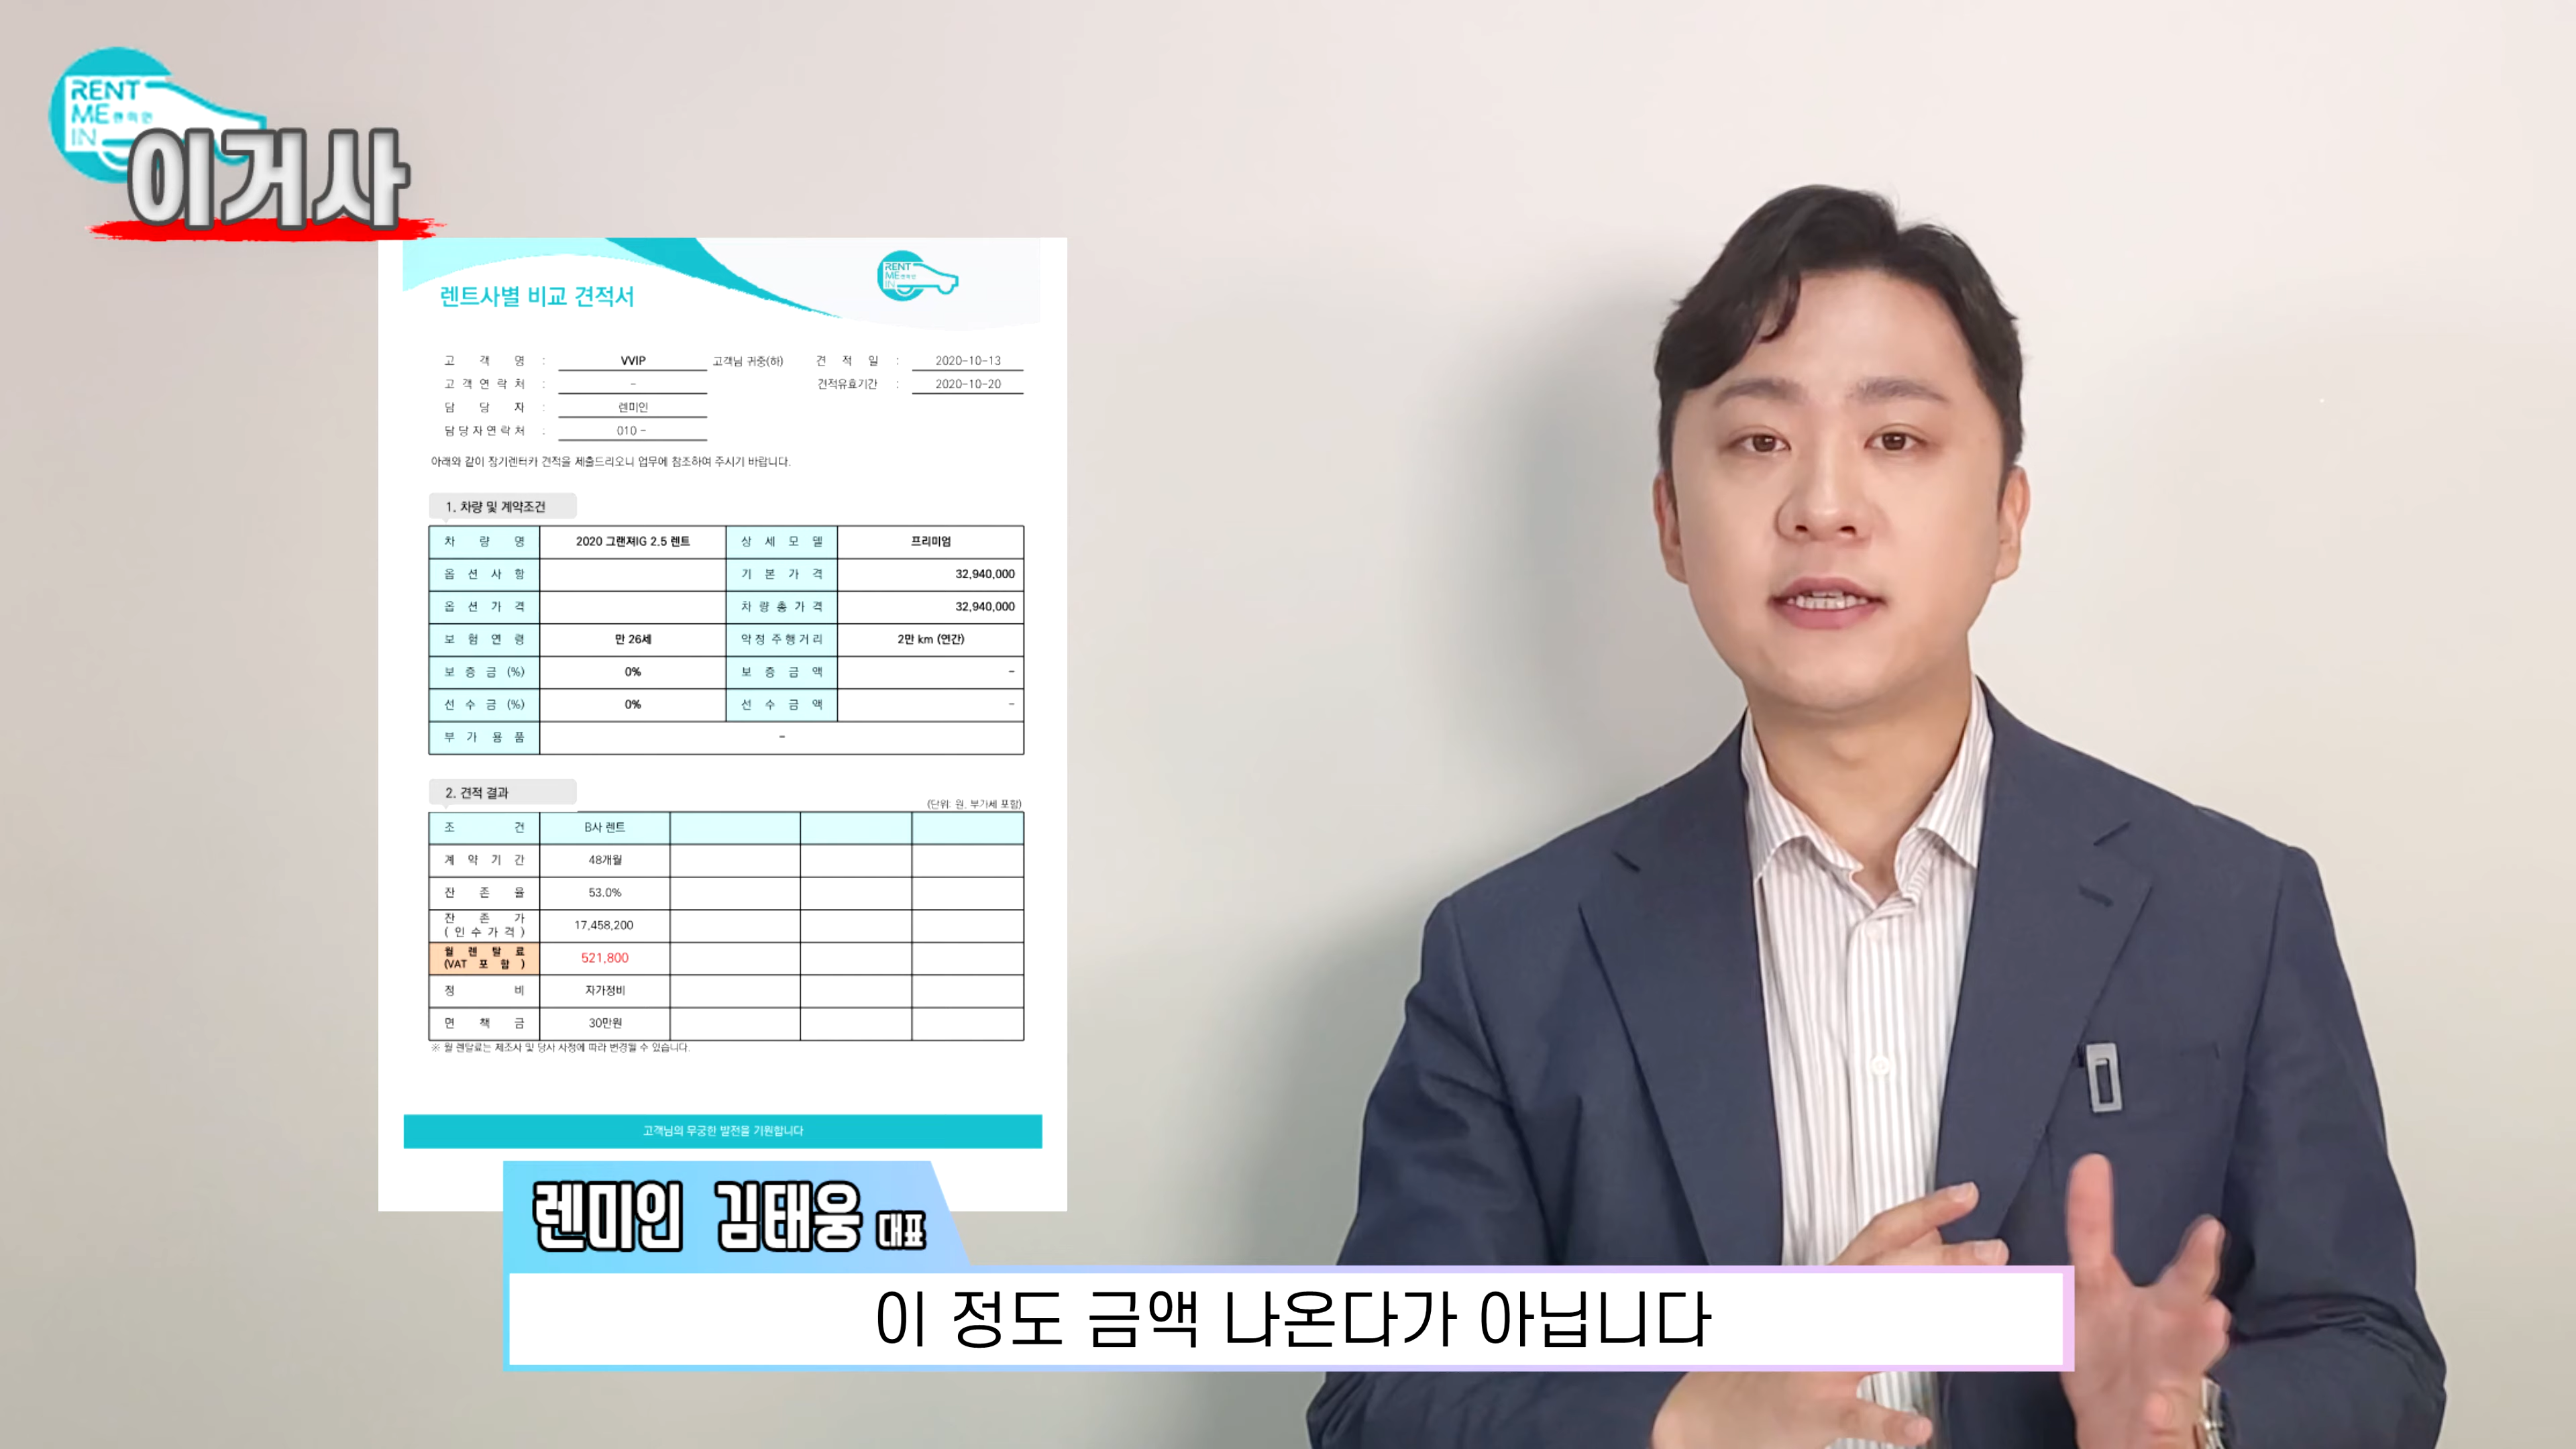 RENT
ME 렌미인
IN
이거사
렌트사별 비교 견적서
RENT
ME 렌미인
IN
고 객 명 : VVIP 고객님 귀중(하) 견 적 일 : 2020-10-13
고 객 연 락 처 : - 견적유효기간 : 2020-10-20
담 당 자 : 렌미인
담당자연락처 : 010 -
아래와 같이 장기렌터카 견적을 제출드리오니 업무에 참조하여 주시기 바랍니다.
1. 차량 및 계약조건
차 량 명 2020 그랜져IG 2.5 렌트 상 세 모 델 프리미엄
옵 션 사 항 기 본 가 격 32,940,000
옵 션 가 격 차 량 총 가 격 32,940,000
보 험 연 령 만 26세 약 정 주 행 거 리 2만 km (연간)
보 증 금 (%) 0% 보 증 금 액 -
선 수 금 (%) 0% 선 수 금 액 -
부 가 용 품 -
2. 견적 결과
(단위: 원, 부가세 포함)
조 건 B사 렌트
계 약 기 간 48개월
잔 존 율 53.0%
잔 존 가
( 인 수 가 격 ) 17,458,200
월 렌 탈 료
(VAT 포 함 ) 521,800
정 비 자가정비
면 책 금 30만원
※ 월 렌탈료는 제조사 및 당사 사정에 따라 변경될 수 있습니다.
고객님의 무궁한 발전을 기원합니다
렌미인 김태웅 대표
이 정도 금액 나온다가 아닙니다